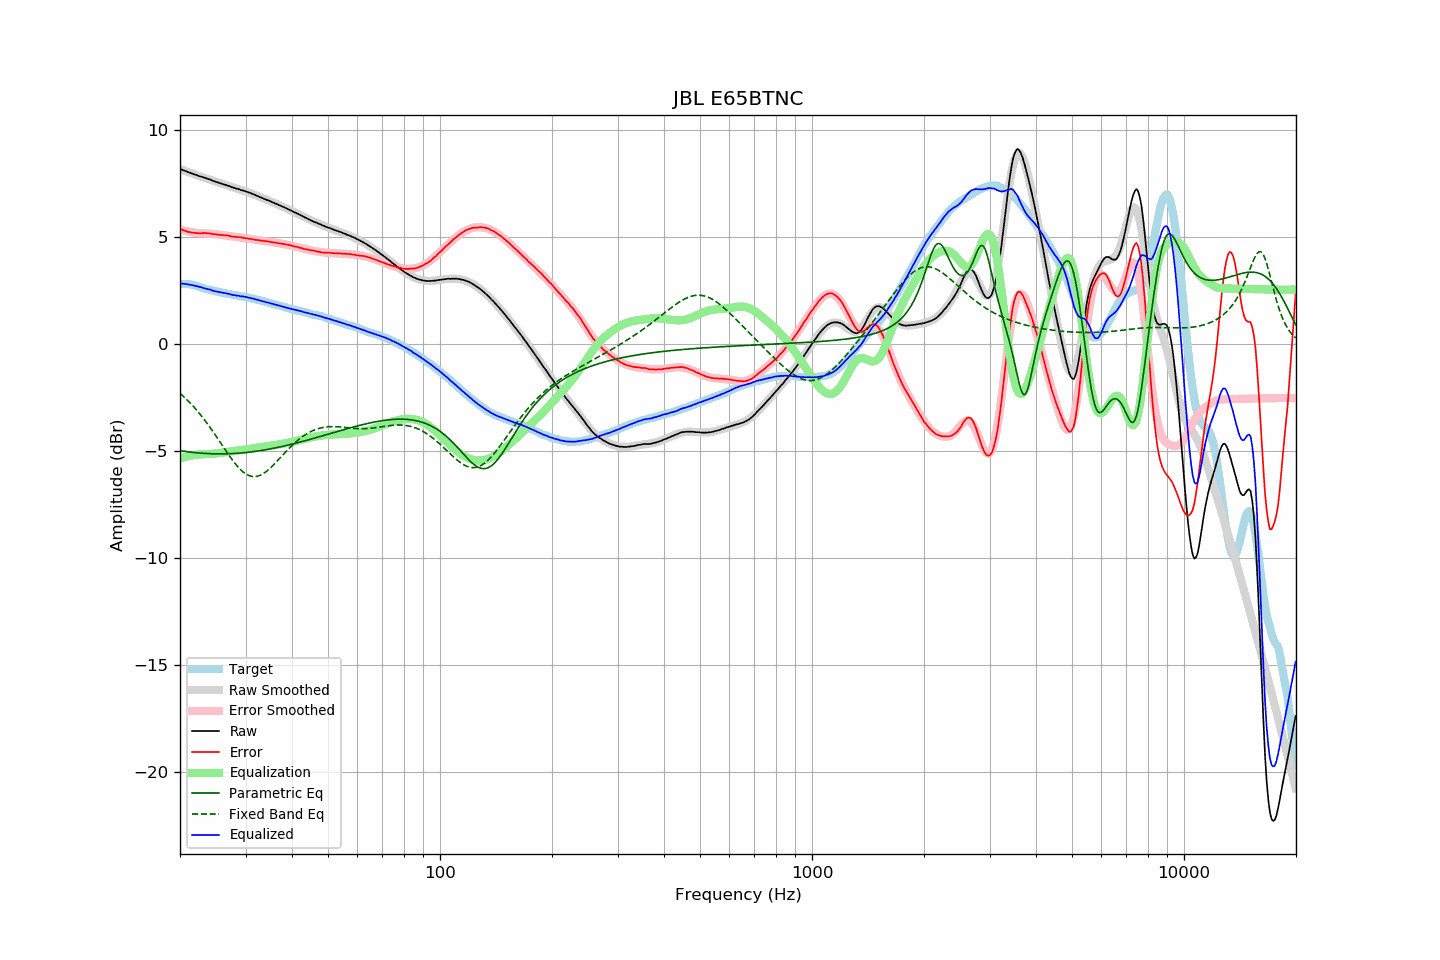 JBL E65BTNC
10
5
0
−5
−10
−15
−20
Amplitude (dBr)
100
1000
10000
Frequency (Hz)
Target
Raw Smoothed
Error Smoothed
Raw
Error
Equalization
Parametric Eq
Fixed Band Eq
Equalized